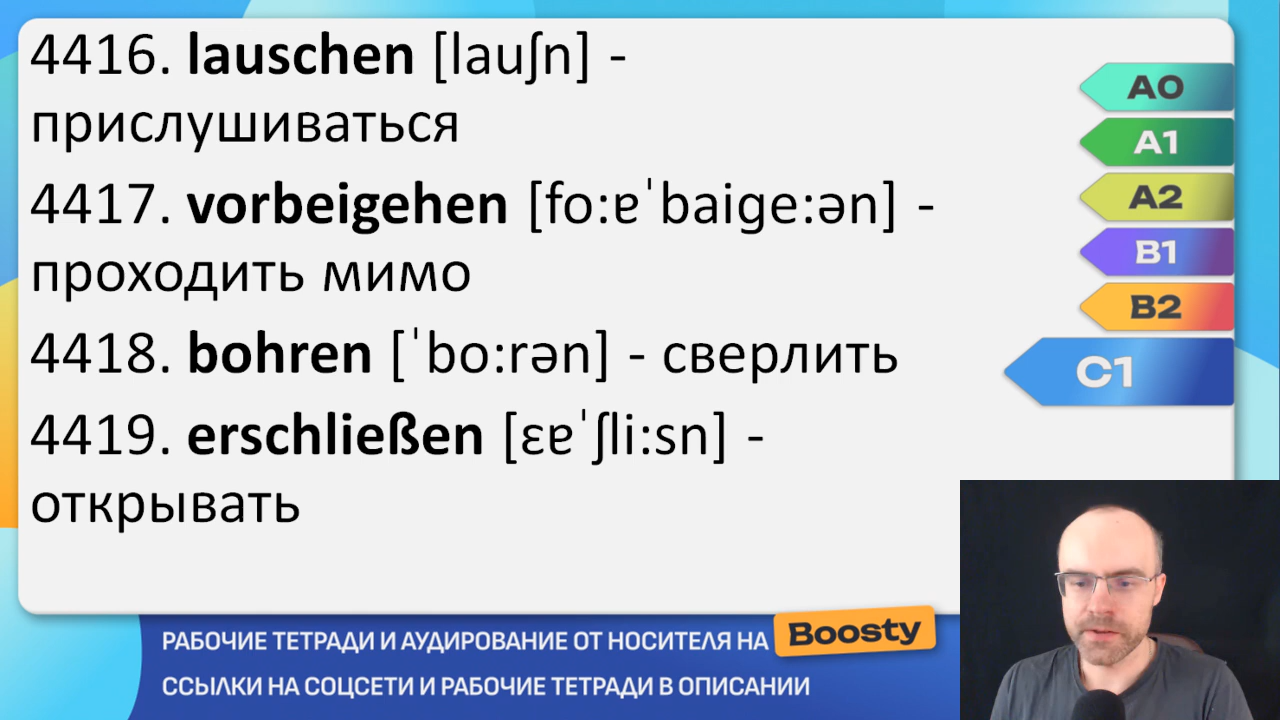 4416. lauschen [lauʃn] -
прислушиваться
4417. vorbeigehen [fo:ɐˈbaige:ən] -
проходить мимо
4418. bohren [ˈbo:rən] - сверлить
4419. erschließen [ɛɐˈʃli:sn] -
открывать
A0
A1
A2
B1
B2
C1
РАБОЧИЕ ТЕТРАДИ И АУДИРОВАНИЕ ОТ НОСИТЕЛЯ НА Boosty
ССЫЛКИ НА СОЦСЕТИ И РАБОЧИЕ ТЕТРАДИ В ОПИСАНИИ